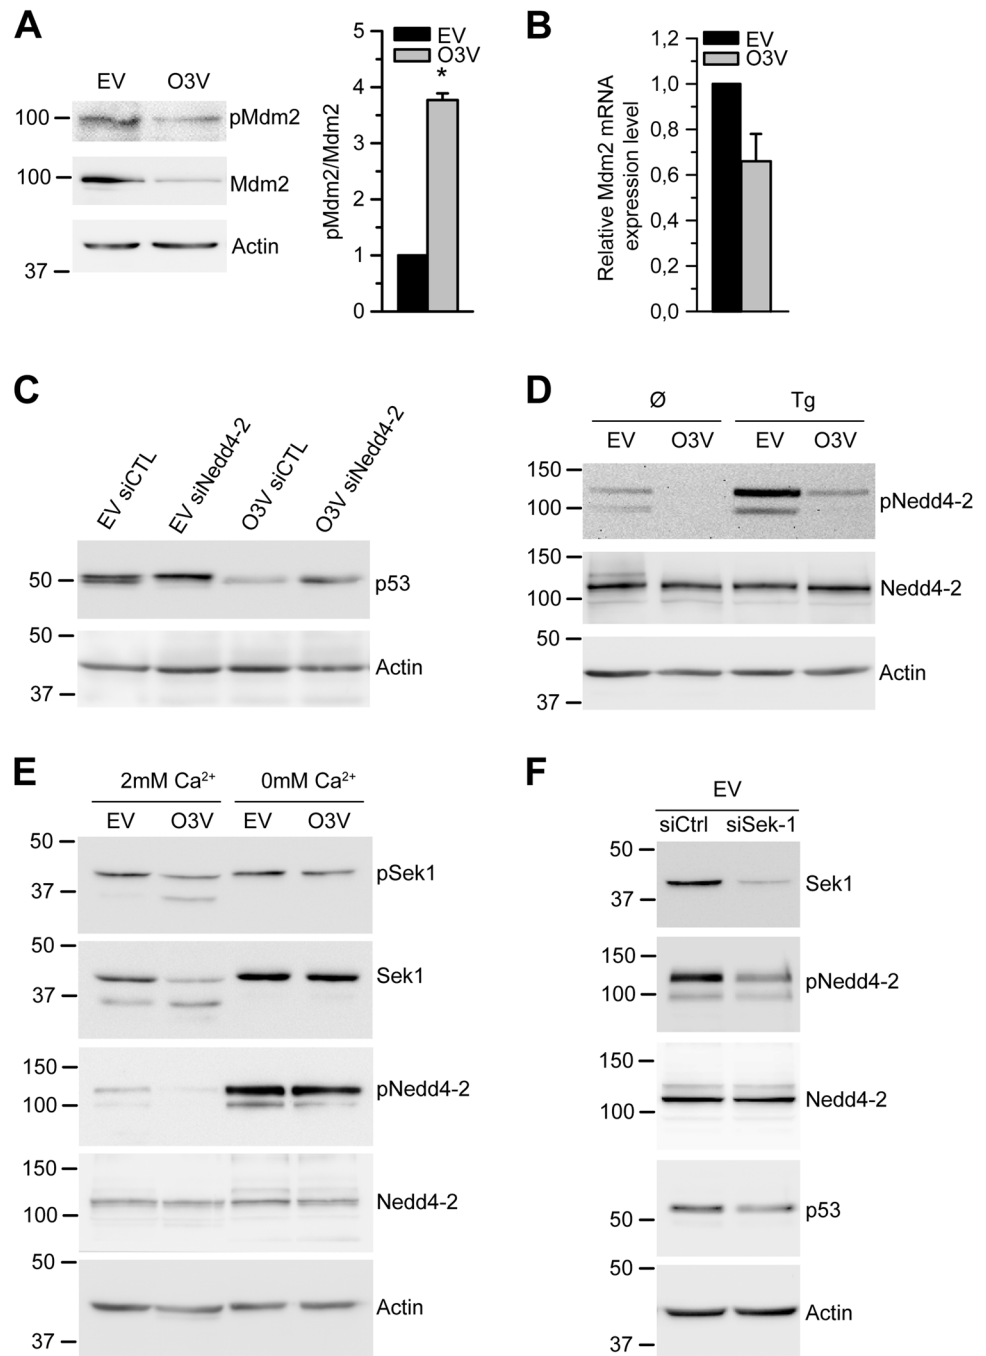 A
EV O3V
100 pMdm2
100 Mdm2
Actin
37
5
4
3
2
1
0
pMdm2/Mdm2
EV
O3V
*
B
1,2
1,0
0,8
0,6
0,4
0,2
0,0
Relative Mdm2 mRNA
expression level
EV
O3V
C
EV siCTL
EV siNedd4-2
O3V siCTL
O3V siNedd4-2
50 p53
50
Actin
37
D
Ø Tg
EV O3V EV O3V
150
pNedd4-2
100
150
Nedd4-2
100
50
Actin
37
E
2mM Ca²⁺ 0mM Ca²⁺
EV O3V EV O3V
50
pSek1
37
50
Sek1
37
150
pNedd4-2
100
150
Nedd4-2
100
50
Actin
37
F
EV
siCtrl siSek-1
50
Sek1
37
150
pNedd4-2
100
150
Nedd4-2
100
p53
50
50
Actin
37